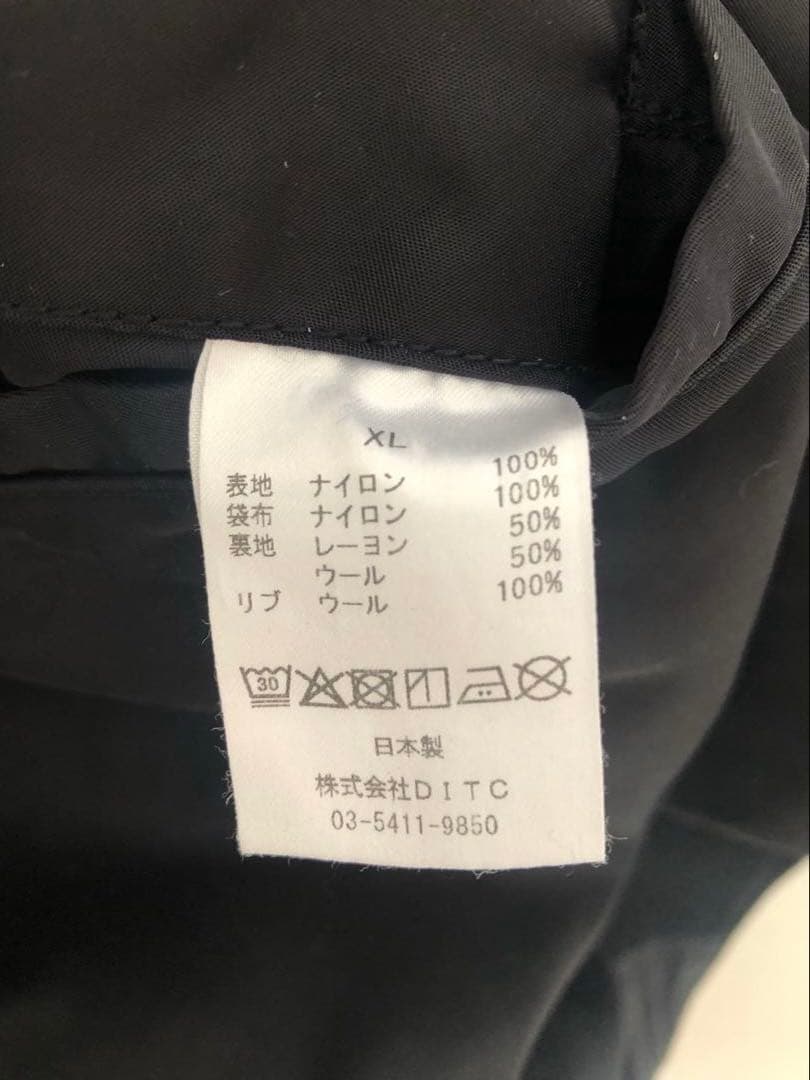 XL
表地 ナイロン 100%
袋布 ナイロン 100%
裏地 レーヨン 50%
ウール 50%
リブ ウール 100%
30
日本製
株式会社DITC
03-5411-9850